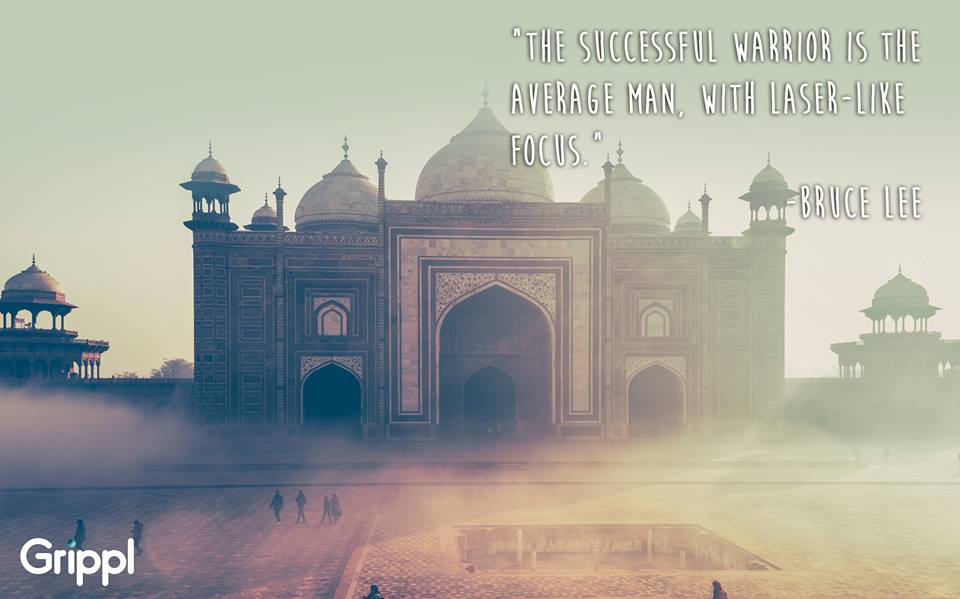 "THE SUCCESSFUL WARRIOR IS THE
AVERAGE MAN, WITH LASER-LIKE
FOCUS."
-BRUCE LEE
Grippl